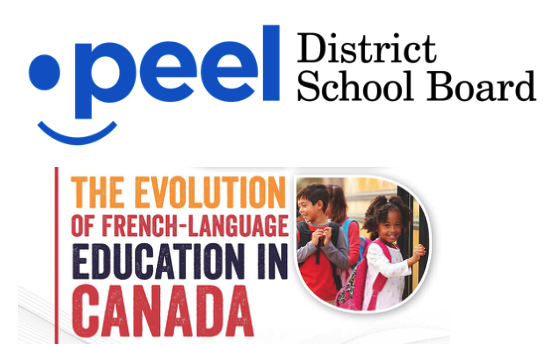 peel District
School Board
THE EVOLUTION
OF FRENCH-LANGUAGE
EDUCATION IN
CANADA